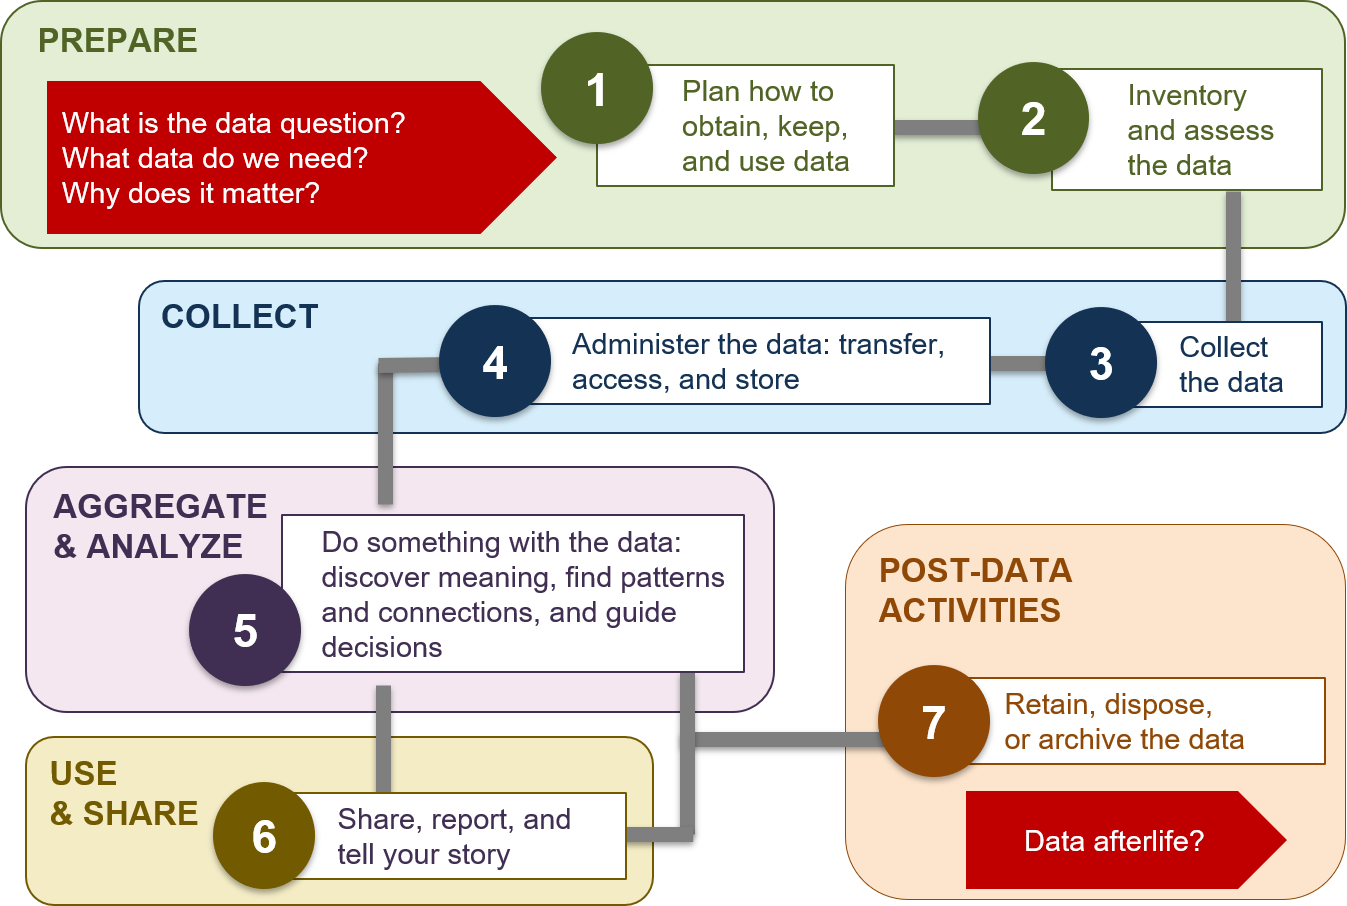 PREPARE
What is the data question?
What data do we need?
Why does it matter?
1
Plan how to
obtain, keep,
and use data
2
Inventory
and assess
the data
COLLECT
3
Collect
the data
4
Administer the data: transfer,
access, and store
AGGREGATE
& ANALYZE
5
Do something with the data:
discover meaning, find patterns
and connections, and guide
decisions
USE
& SHARE
6
Share, report, and
tell your story
POST-DATA
ACTIVITIES
7
Retain, dispose,
or archive the data
Data afterlife?